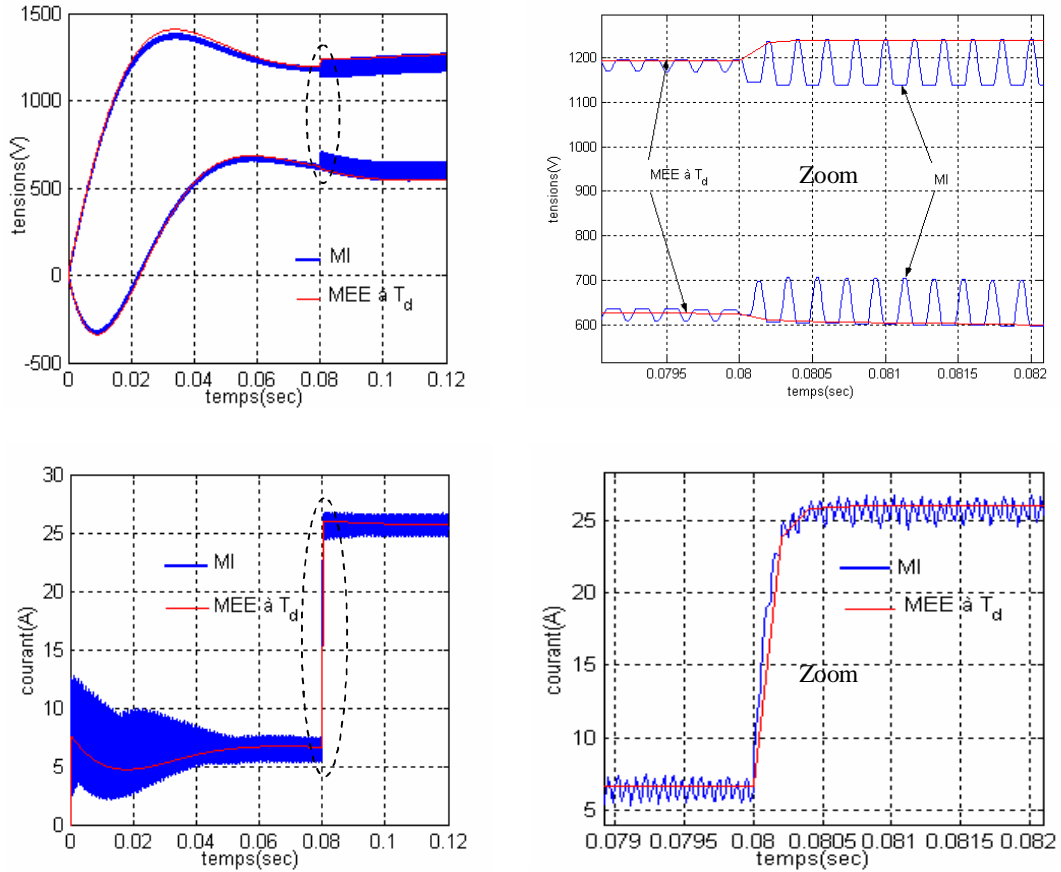 1500
1000
500
0
-500
tensions(V)
0 0.02 0.04 0.06 0.08 0.1 0.12
temps(sec)
MI
MEE à Td
1200
1100
1000
900
800
700
600
tensions(V)
0.0795 0.08 0.0805 0.081 0.0815 0.082
temps(sec)
MEE à Td
Zoom
MI
30
25
20
15
10
5
0
courant(A)
0 0.02 0.04 0.06 0.08 0.1 0.12
temps(sec)
MI
MEE à Td
25
20
15
10
5
courant(A)
0.079 0.0795 0.08 0.0805 0.081 0.0815 0.082
temps(sec)
MI
MEE à Td
Zoom